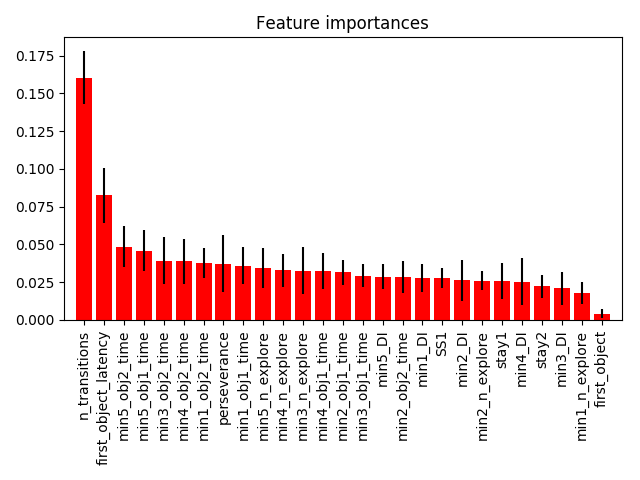 Feature importances
0.175
0.150
0.125
0.100
0.075
0.050
0.025
0.000
n_transitions
first_object_latency
min5_obj2_time
min5_obj1_time
min3_obj2_time
min4_obj2_time
min1_obj2_time
perseverance
min1_obj1_time
min5_n_explore
min4_n_explore
min3_n_explore
min4_obj1_time
min2_obj1_time
min3_obj1_time
min5_DI
min2_obj2_time
min1_DI
SS1
min2_DI
min2_n_explore
stay1
min4_DI
stay2
min3_DI
min1_n_explore
first_object